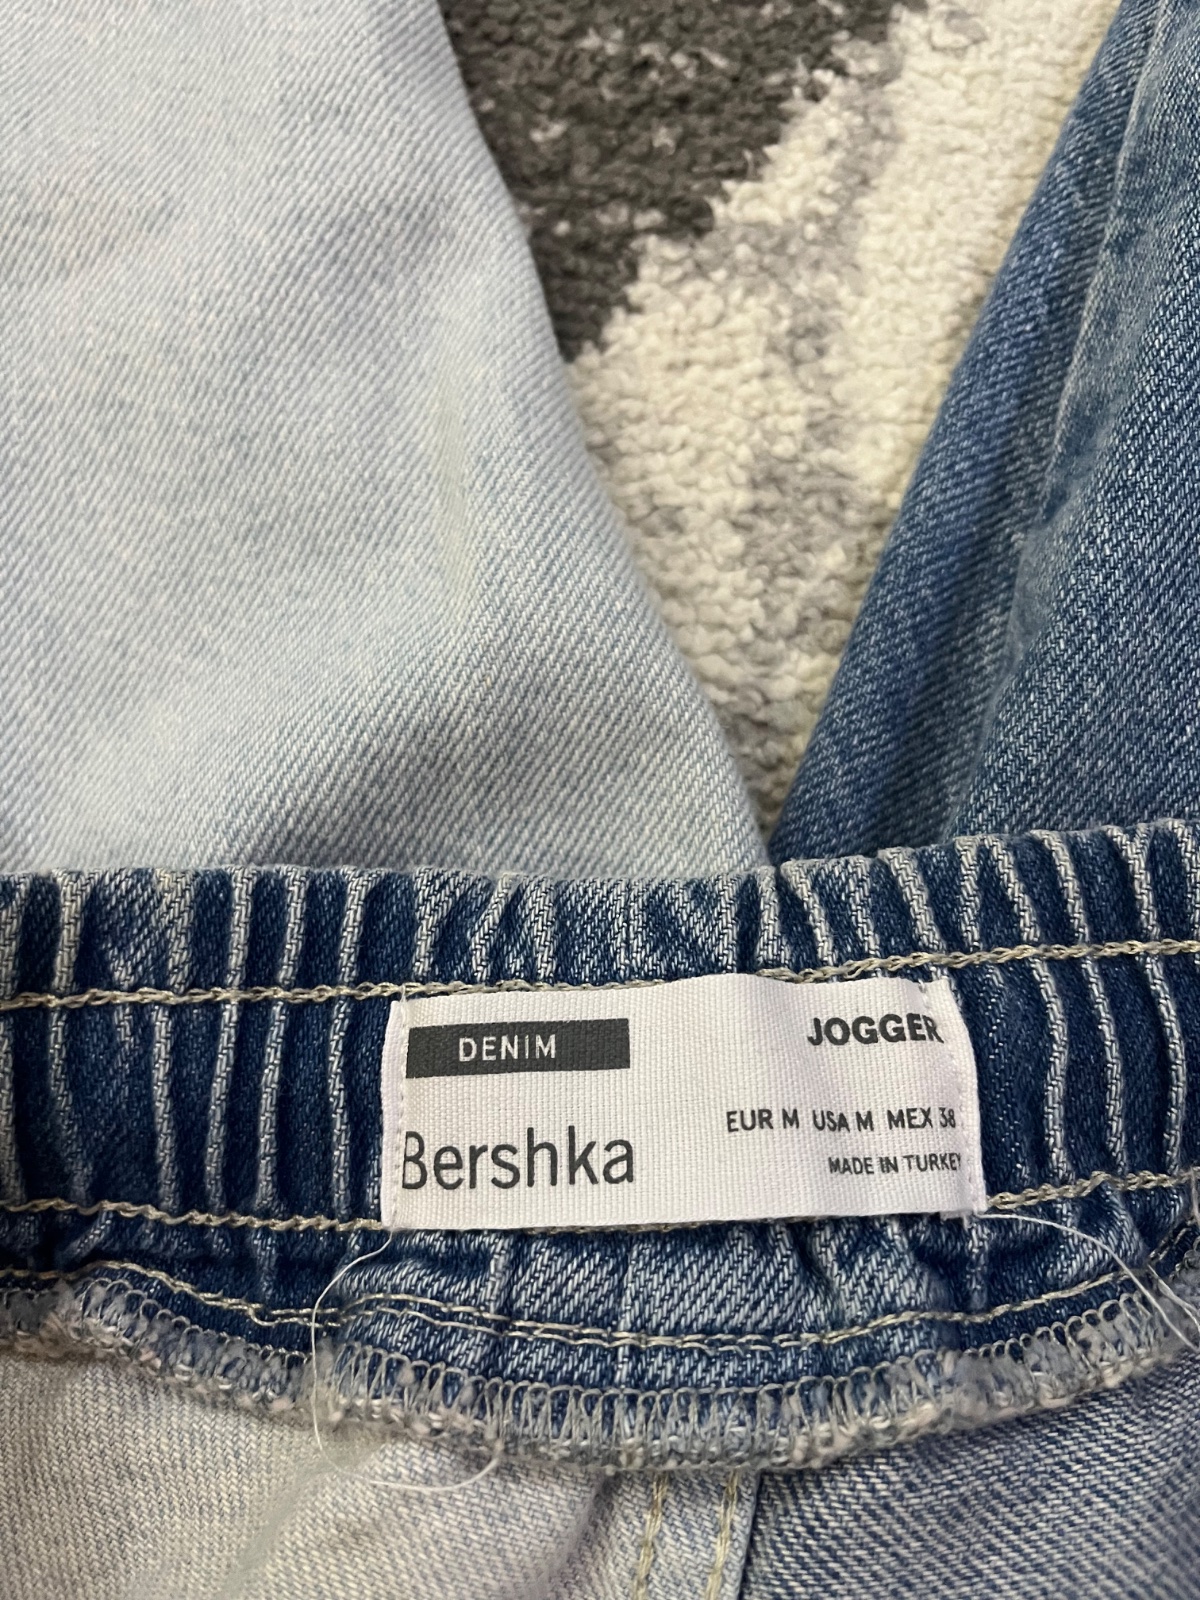 DENIM
JOGGER
Bershka
EUR M USA M MEX 38
MADE IN TURKEY